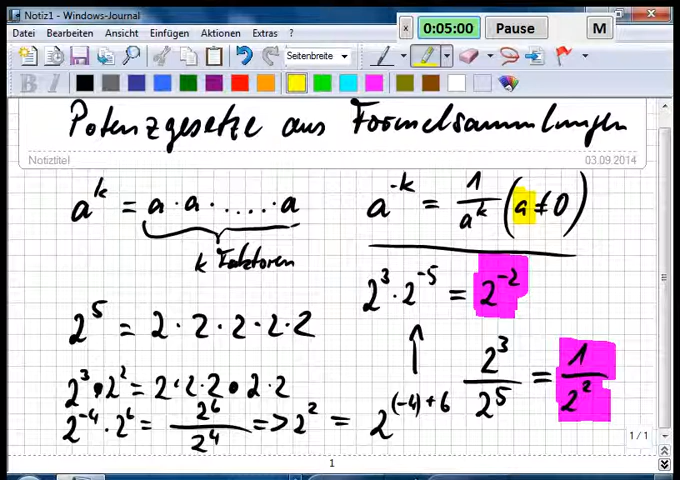 Notiz1 - Windows-Journal
0:05:00 Pause M
Datei Bearbeiten Ansicht Einfügen Aktionen Extras ?
Seitenbreite
B I
Potenzgesetze aus Formelsammlungen
Notiztitel 03.09.2014
a^k = a · a · ..... · a
k Faktoren
a^-k = 1/a^k (a ≠ 0)
2^3 · 2^-5 = 2^-2
2^5 = 2 · 2 · 2 · 2 · 2
2^3/2^5 = 1/2^2
2^3 · 2^2 = 2 · 2 · 2 · 2 · 2
2^-4 · 2^6 = 2^6/2^4 => 2^2 = 2^(-4)+6
1/1
1